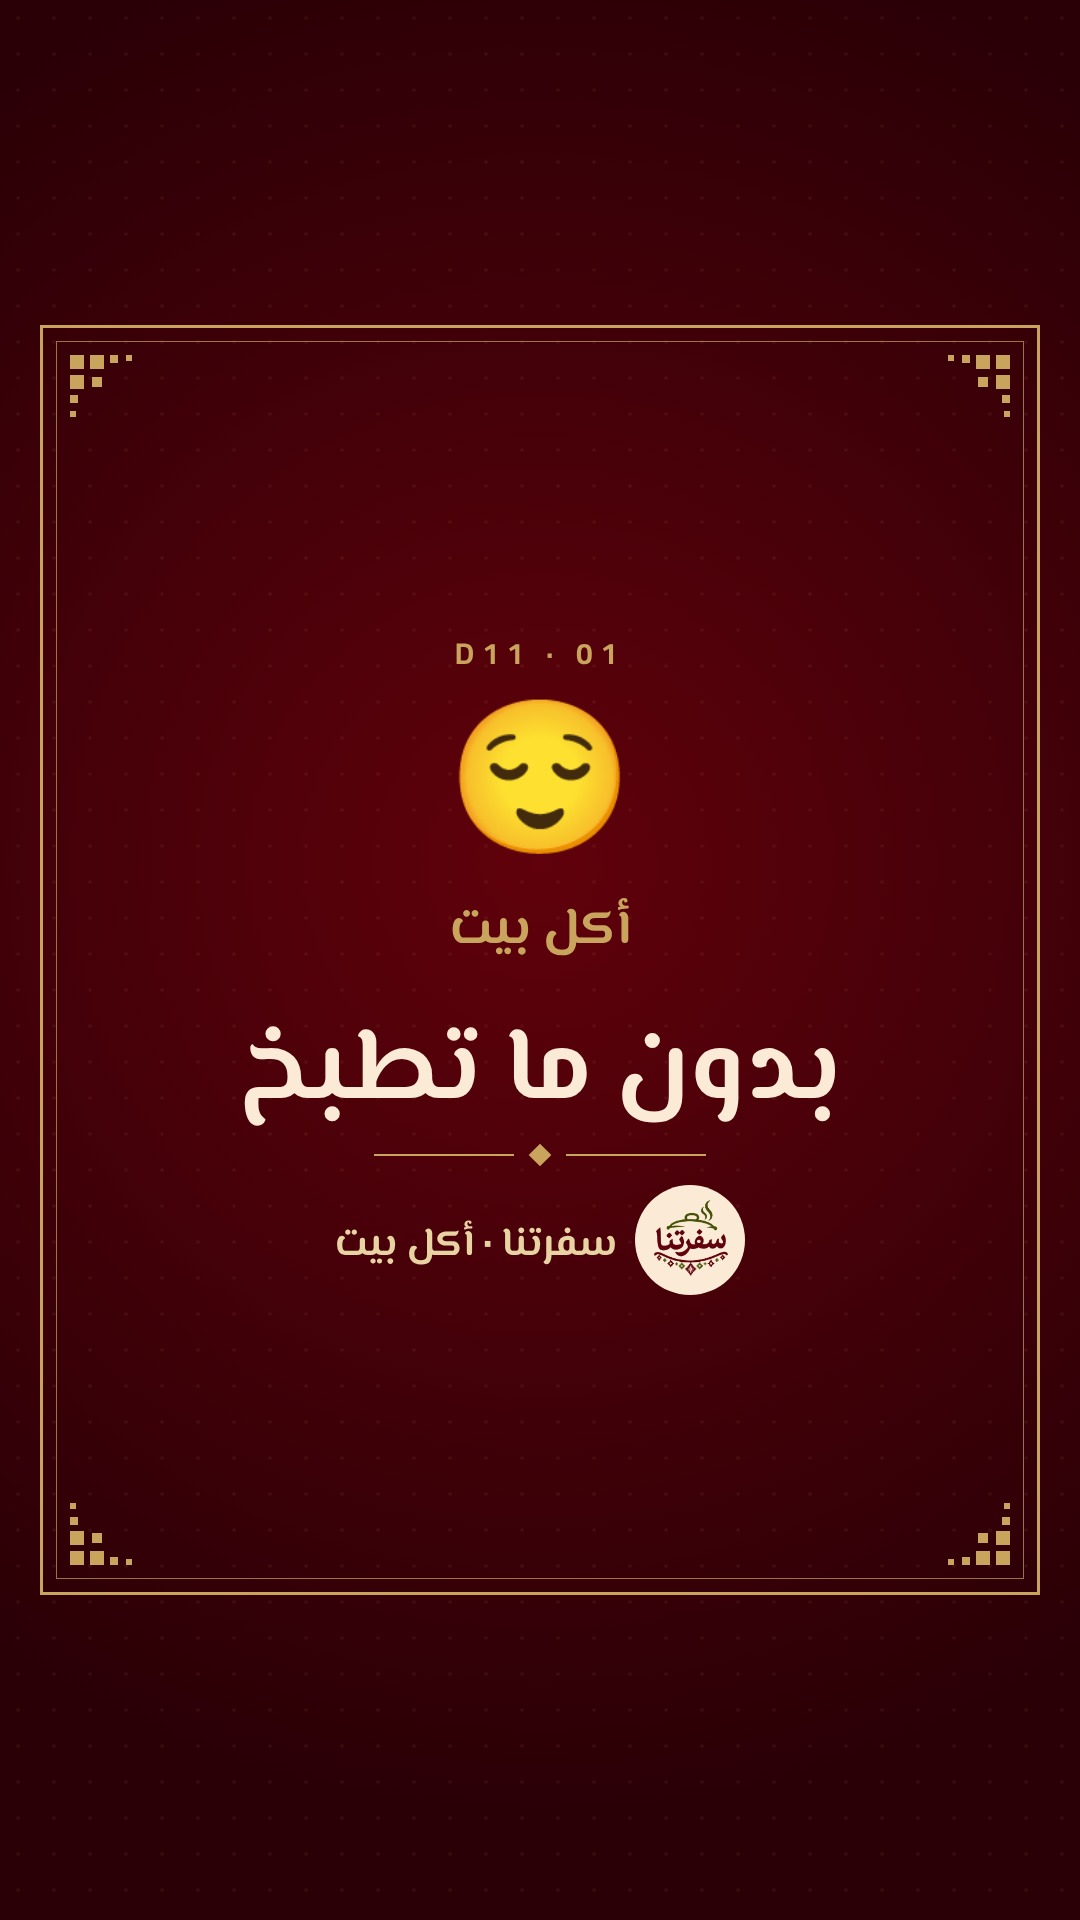 D11 · 01
أكل بيت
بدون ما تطبخ
سفرتنا
سفرتنا · أكل بيت